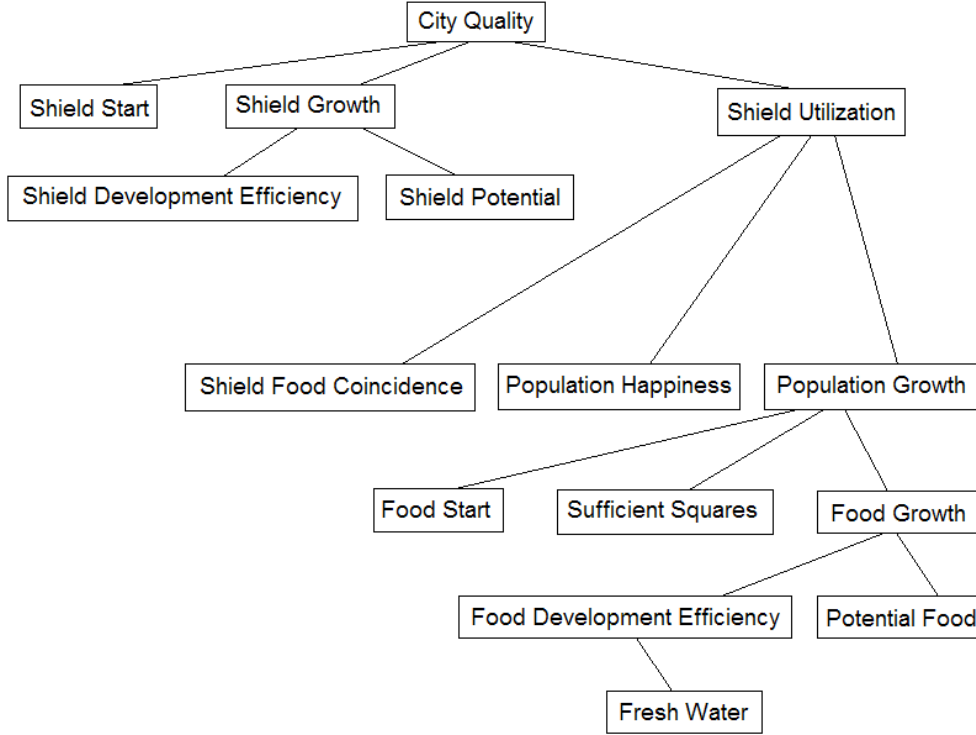 City Quality
Shield Start
Shield Growth
Shield Utilization
Shield Development Efficiency
Shield Potential
Shield Food Coincidence
Population Happiness
Population Growth
Food Start
Sufficient Squares
Food Growth
Food Development Efficiency
Potential Food
Fresh Water